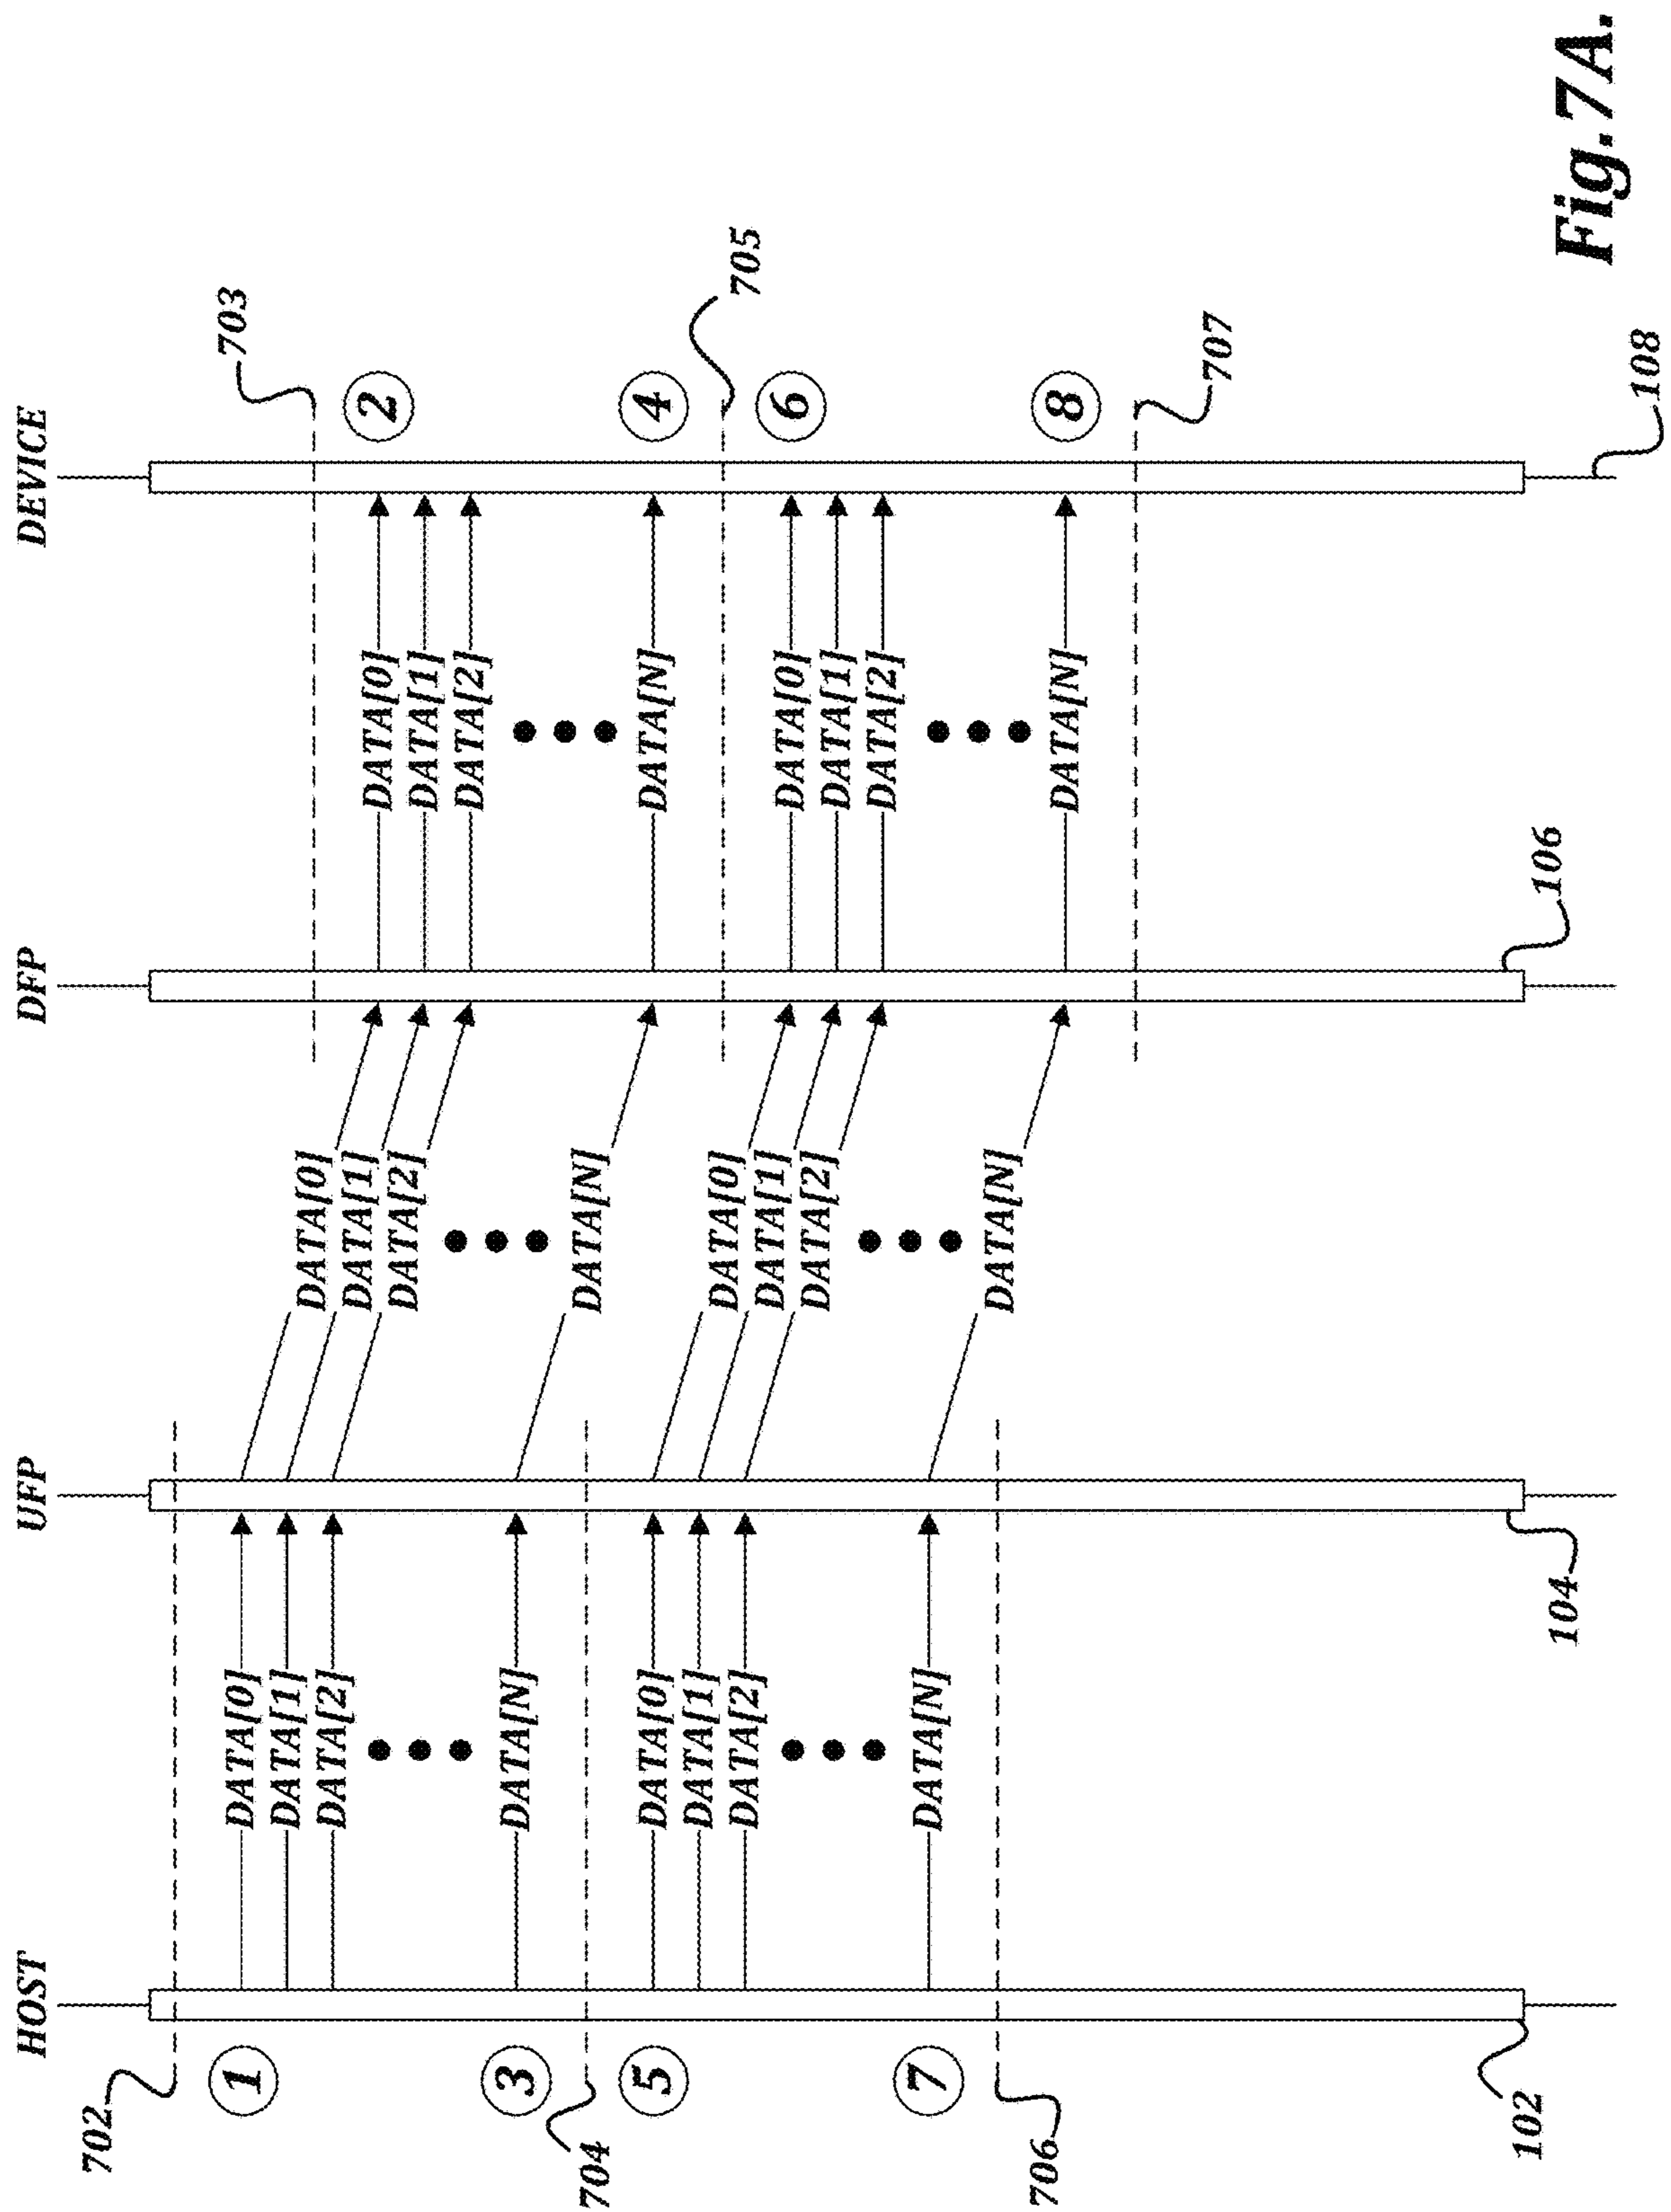 HOST UFP DFP DEVICE
702
703
1 DATA[0] DATA[0] DATA[0] 2
DATA[1] DATA[1] DATA[1]
DATA[2] DATA[2] DATA[2]
3 DATA[N] DATA[N] DATA[N] 4
704
705
5 DATA[0] DATA[0] DATA[0] 6
DATA[1] DATA[1] DATA[1]
DATA[2] DATA[2] DATA[2]
7 DATA[N] DATA[N] DATA[N] 8
706
707
102 104 106 108
Fig.7A.